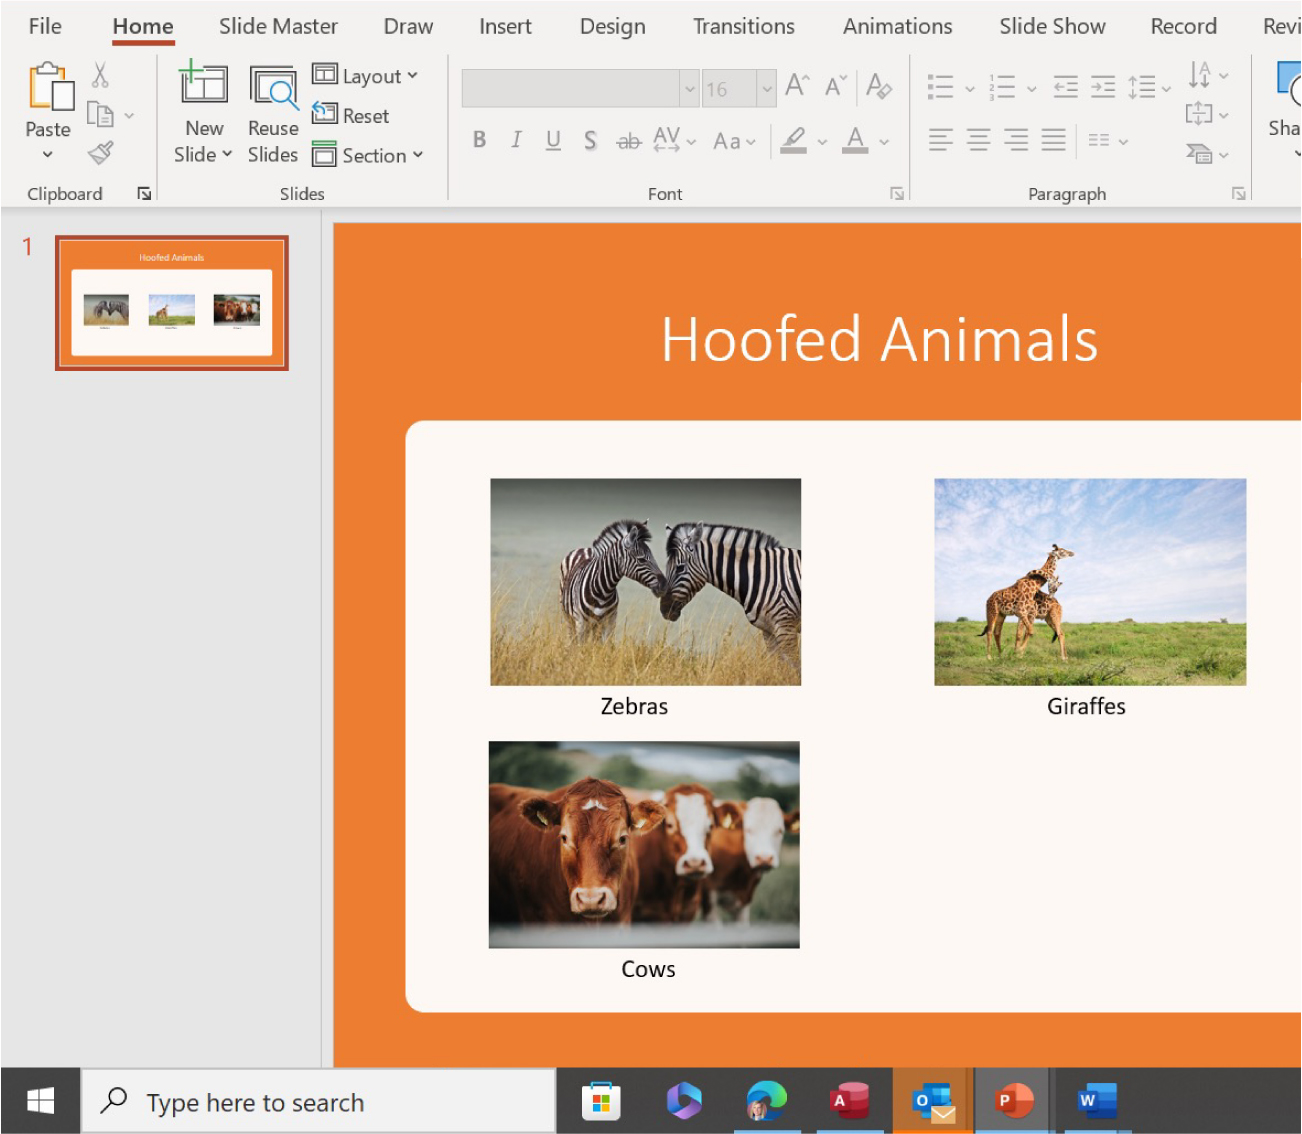 File Home Slide Master Draw Insert Design Transitions Animations Slide Show Record
Paste
New Slide
Reuse Slides
Layout
Reset
Section
16
A A A
B I U S ab AV Aa A
Clipboard Slides Font Paragraph
1
Hoofed Animals
Hoofed Animals
Zebras
Giraffes
Cows
Type here to search
A O P W